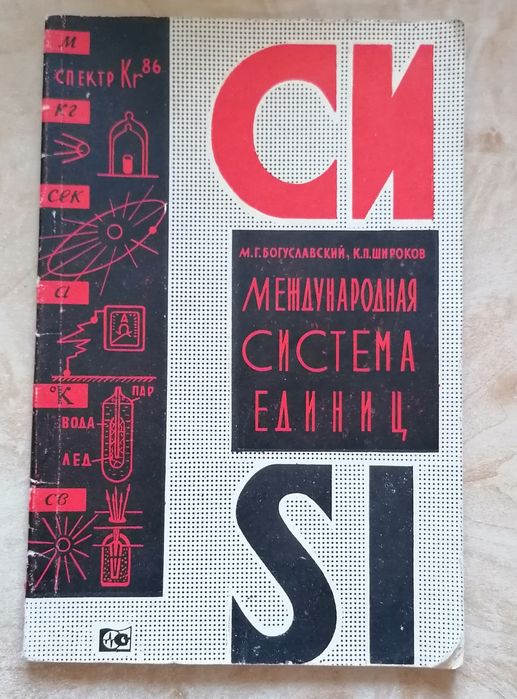 м
спектр Kr86
кг
сек
а
А
°К
ПАР
ВОДА
ЛЕД
св
СИ
М.Г.БОГУСЛАВСКИЙ, К.П.ШИРОКОВ
МЕЖДУНАРОДНАЯ
СИСТЕМА
ЕДИНИЦ
SI